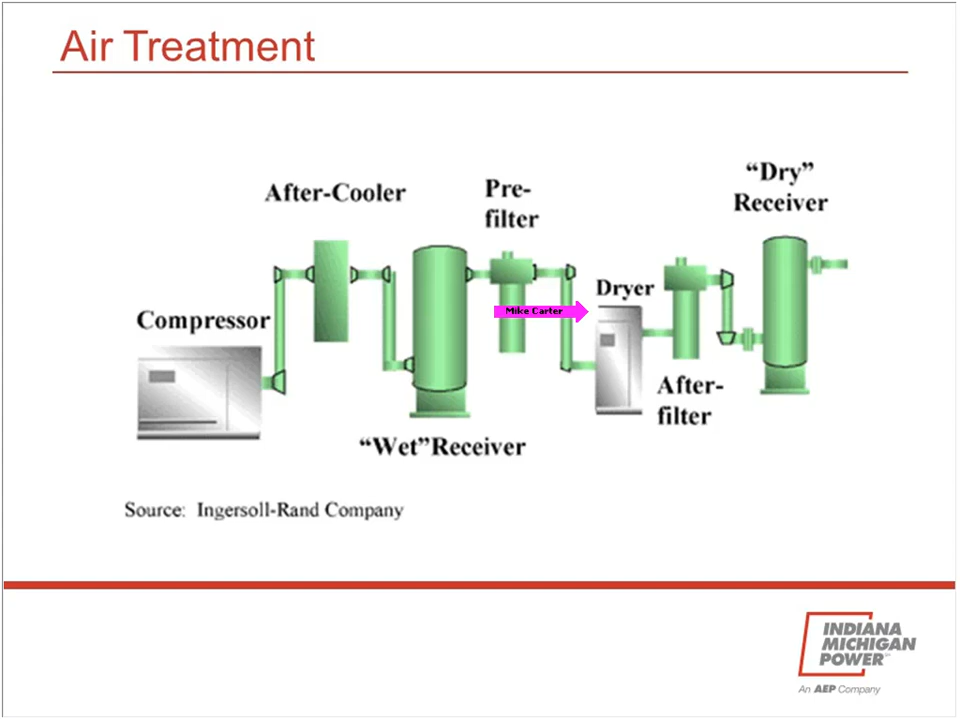 Air Treatment
"Dry"
Receiver
After-Cooler
Pre-
filter
Dryer
Mike Carter
Compressor
After-
filter
"Wet"Receiver
Source: Ingersoll-Rand Company
INDIANA
MICHIGAN
POWER
An AEP Company